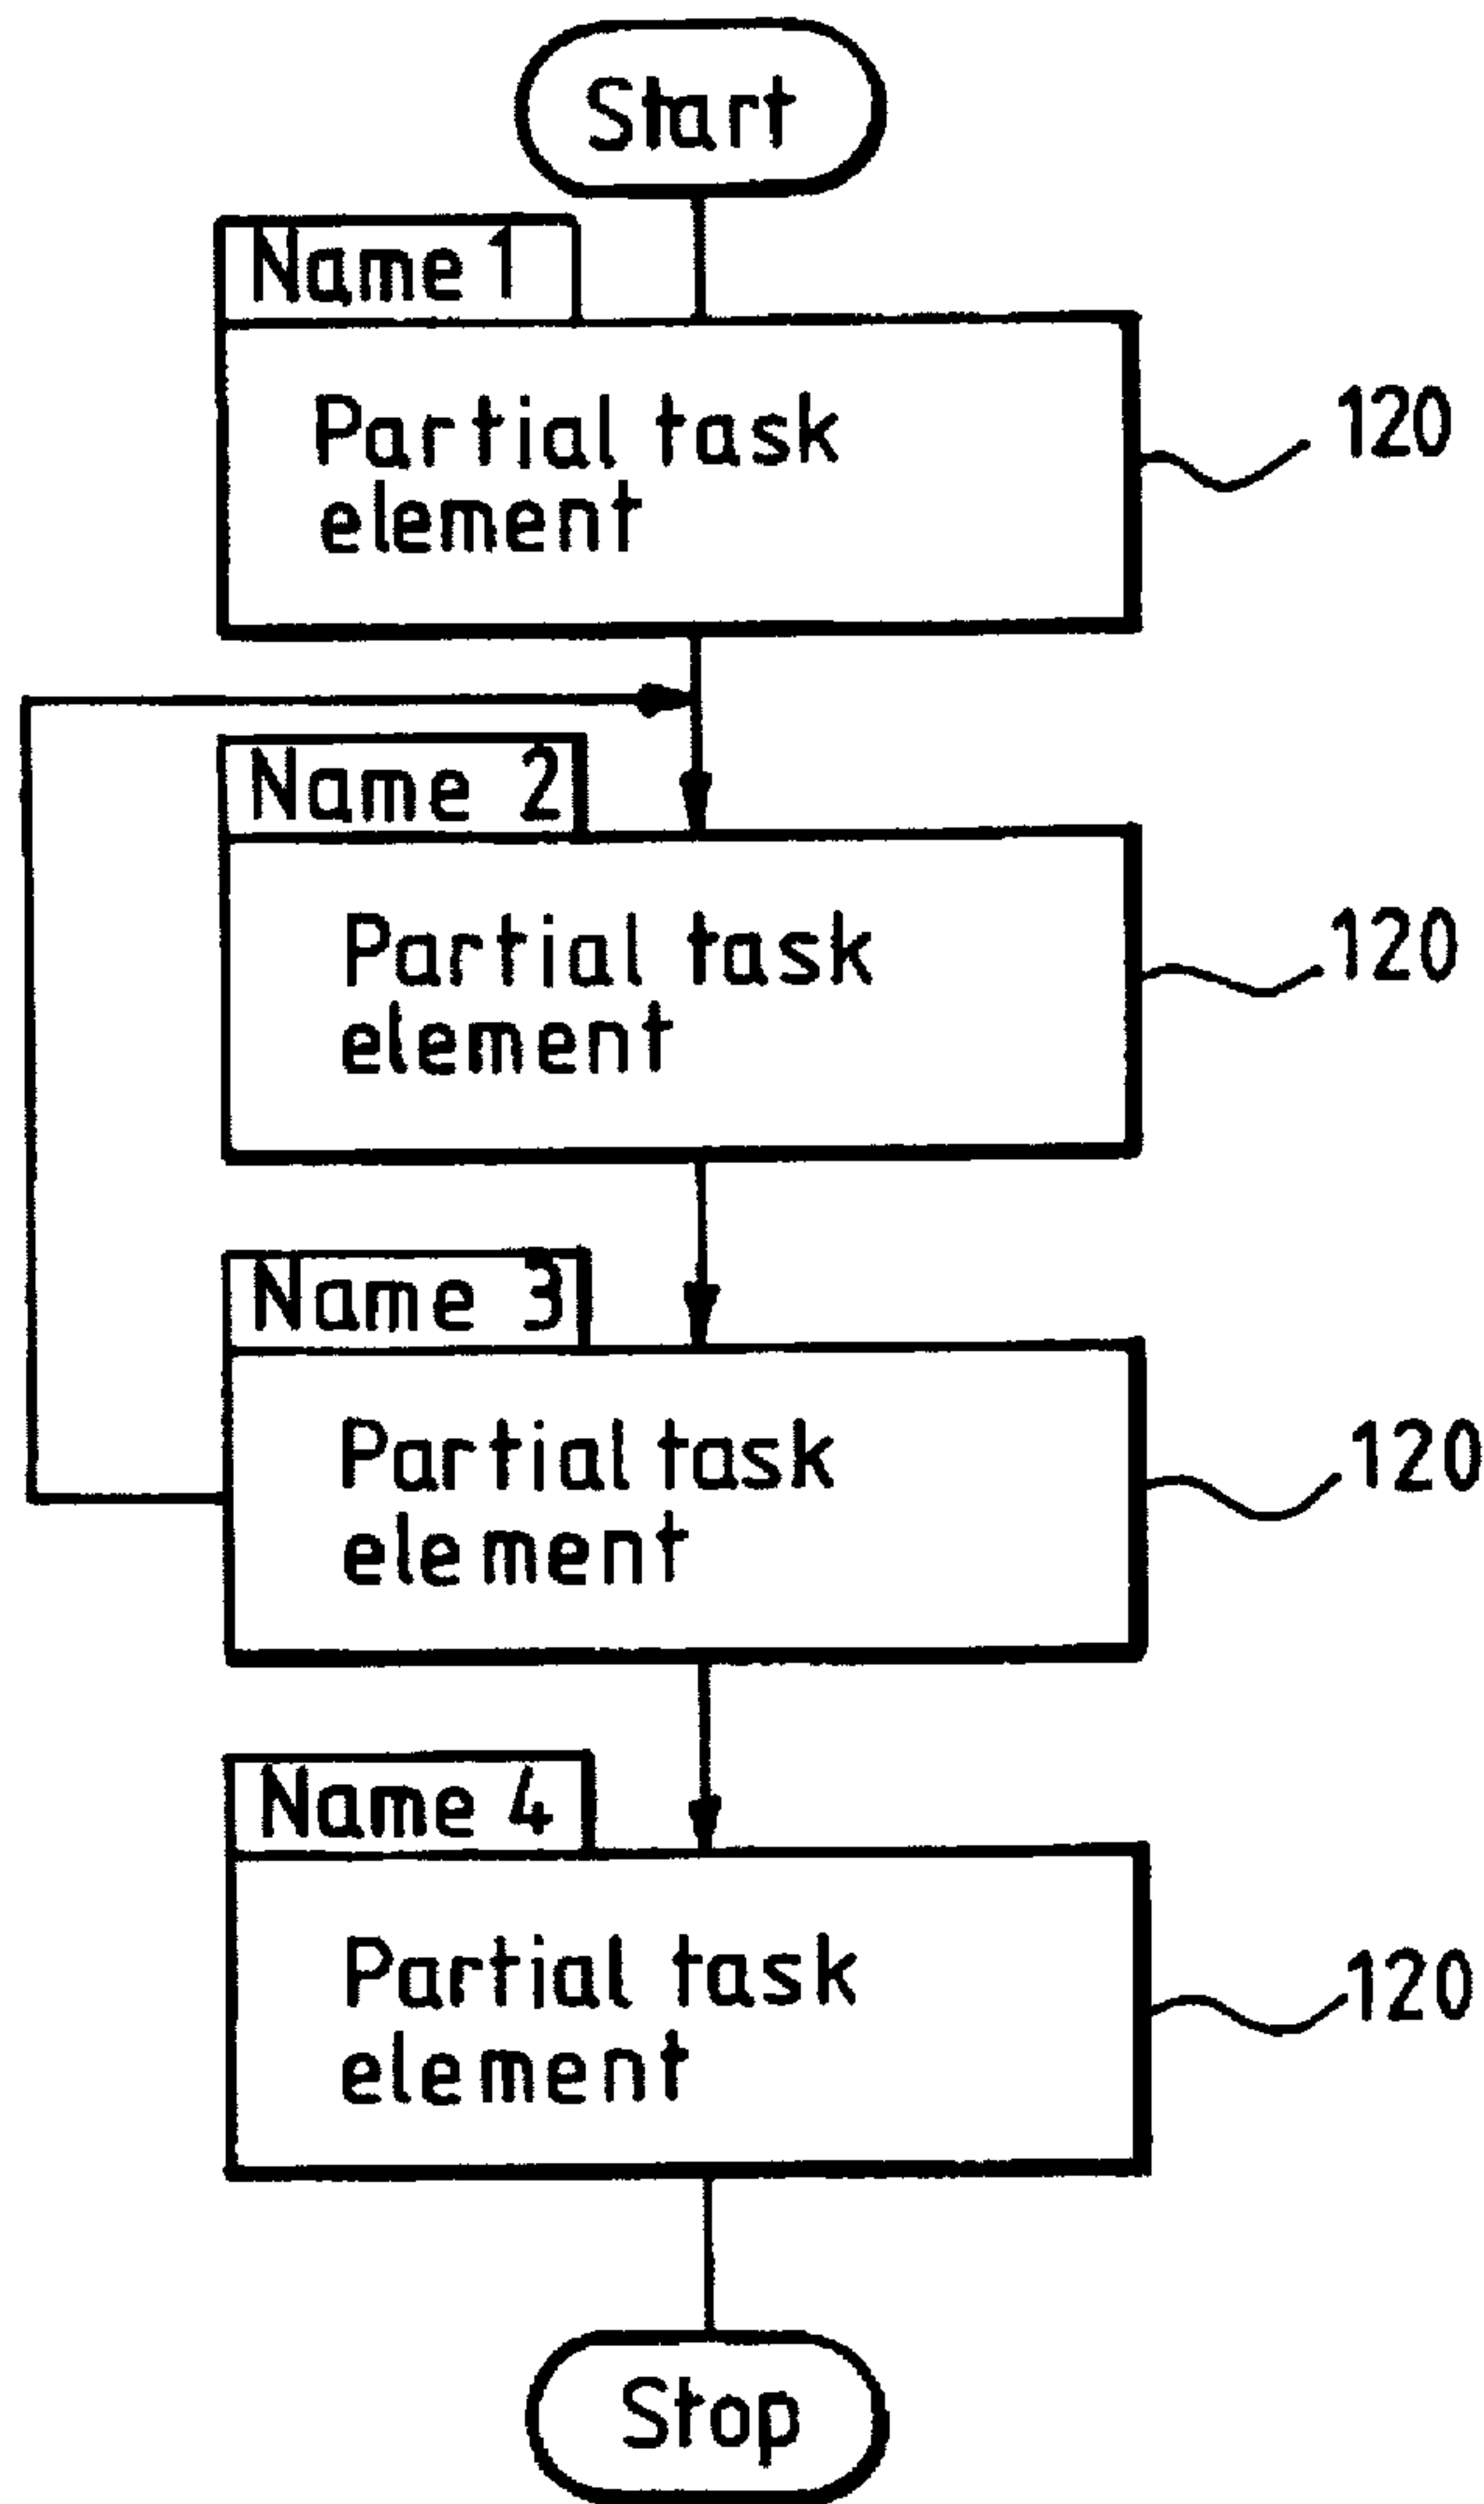 Start
Name 1
Partial task
element
120
Name 2
Partial task
element
120
Name 3
Partial task
element
120
Name 4
Partial task
element
120
Stop